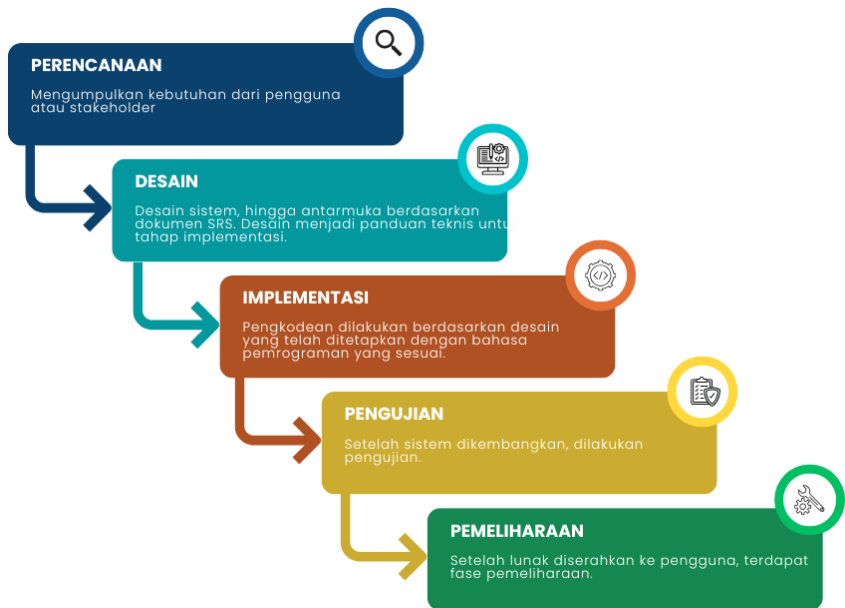 PERENCANAAN
Mengumpulkan kebutuhan dari pengguna
atau stakeholder
DESAIN
Desain sistem, hingga antarmuka berdasarkan
dokumen SRS. Desain menjadi panduan teknis untu
tahap implementasi.
IMPLEMENTASI
Pengkodean dilakukan berdasarkan desain
yang telah ditetapkan dengan bahasa
pemrograman yang sesuai.
PENGUJIAN
Setelah sistem dikembangkan, dilakukan
pengujian.
PEMELIHARAAN
Setelah lunak diserahkan ke pengguna, terdapat
fase pemeliharaan.